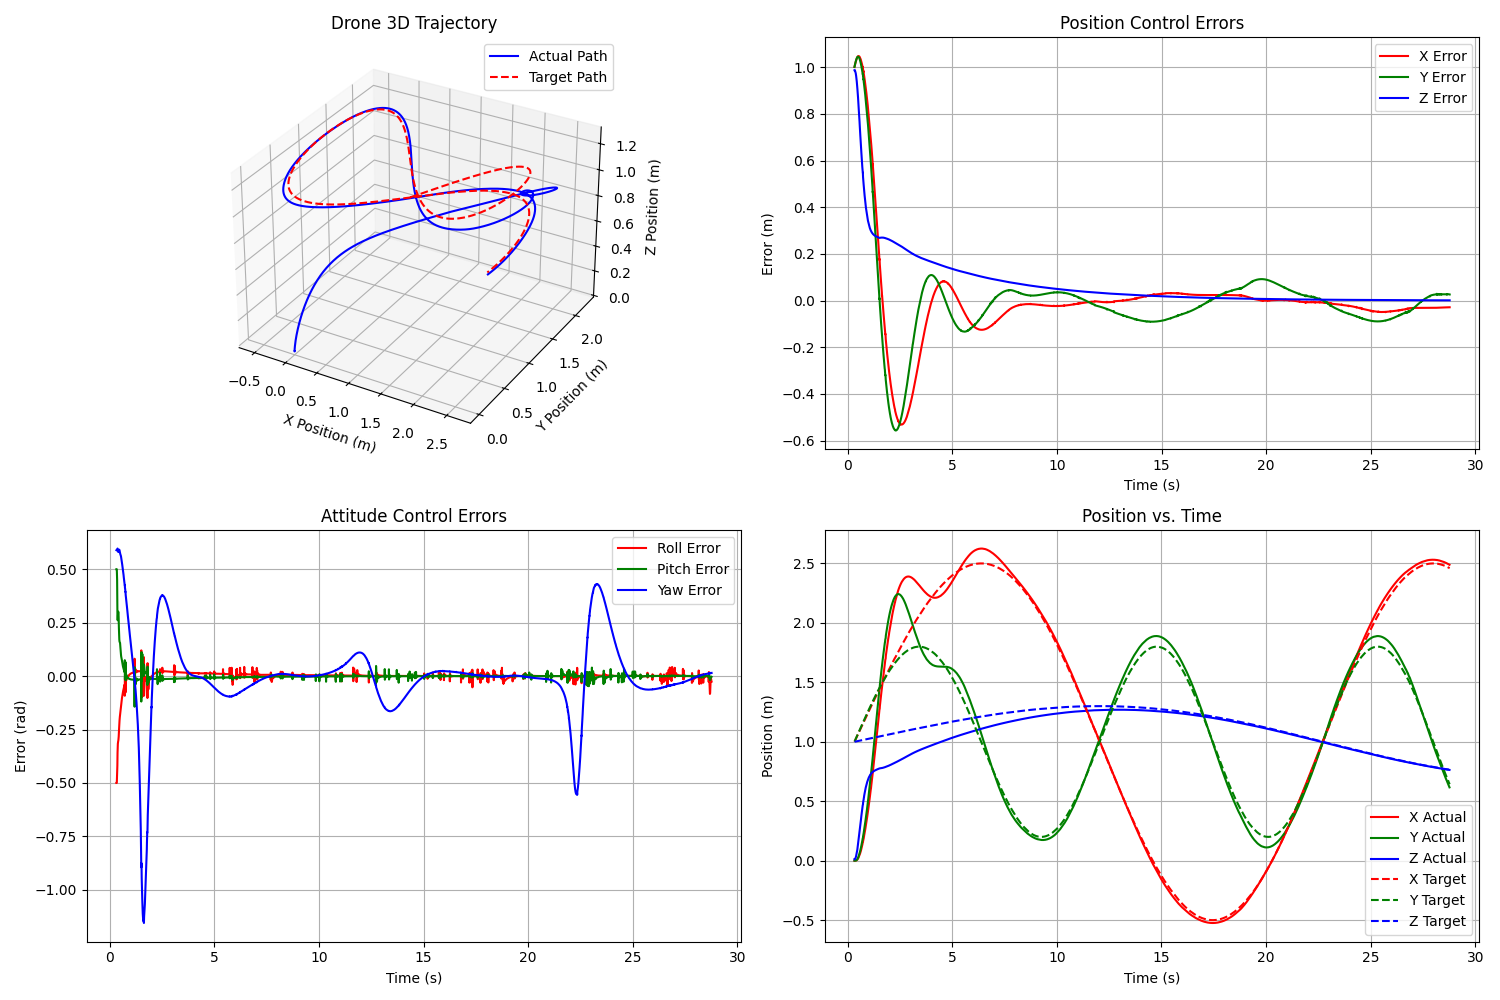 Drone 3D Trajectory
Actual Path
Target Path
1.2
1.0
0.8
0.6
0.4
0.2
0.0
Z Position (m)
−0.5
0.0
0.5
1.0
1.5
2.0
2.5
X Position (m)
0.0
0.5
1.0
1.5
2.0
Y Position (m)
Position Control Errors
X Error
Y Error
Z Error
1.0
0.8
0.6
0.4
0.2
0.0
−0.2
−0.4
−0.6
Error (m)
0 5 10 15 20 25 30
Time (s)
Attitude Control Errors
Roll Error
Pitch Error
Yaw Error
0.50
0.25
0.00
−0.25
−0.50
−0.75
−1.00
Error (rad)
0 5 10 15 20 25 30
Time (s)
Position vs. Time
2.5
2.0
1.5
1.0
0.5
0.0
−0.5
Position (m)
X Actual
Y Actual
Z Actual
X Target
Y Target
Z Target
0 5 10 15 20 25 30
Time (s)